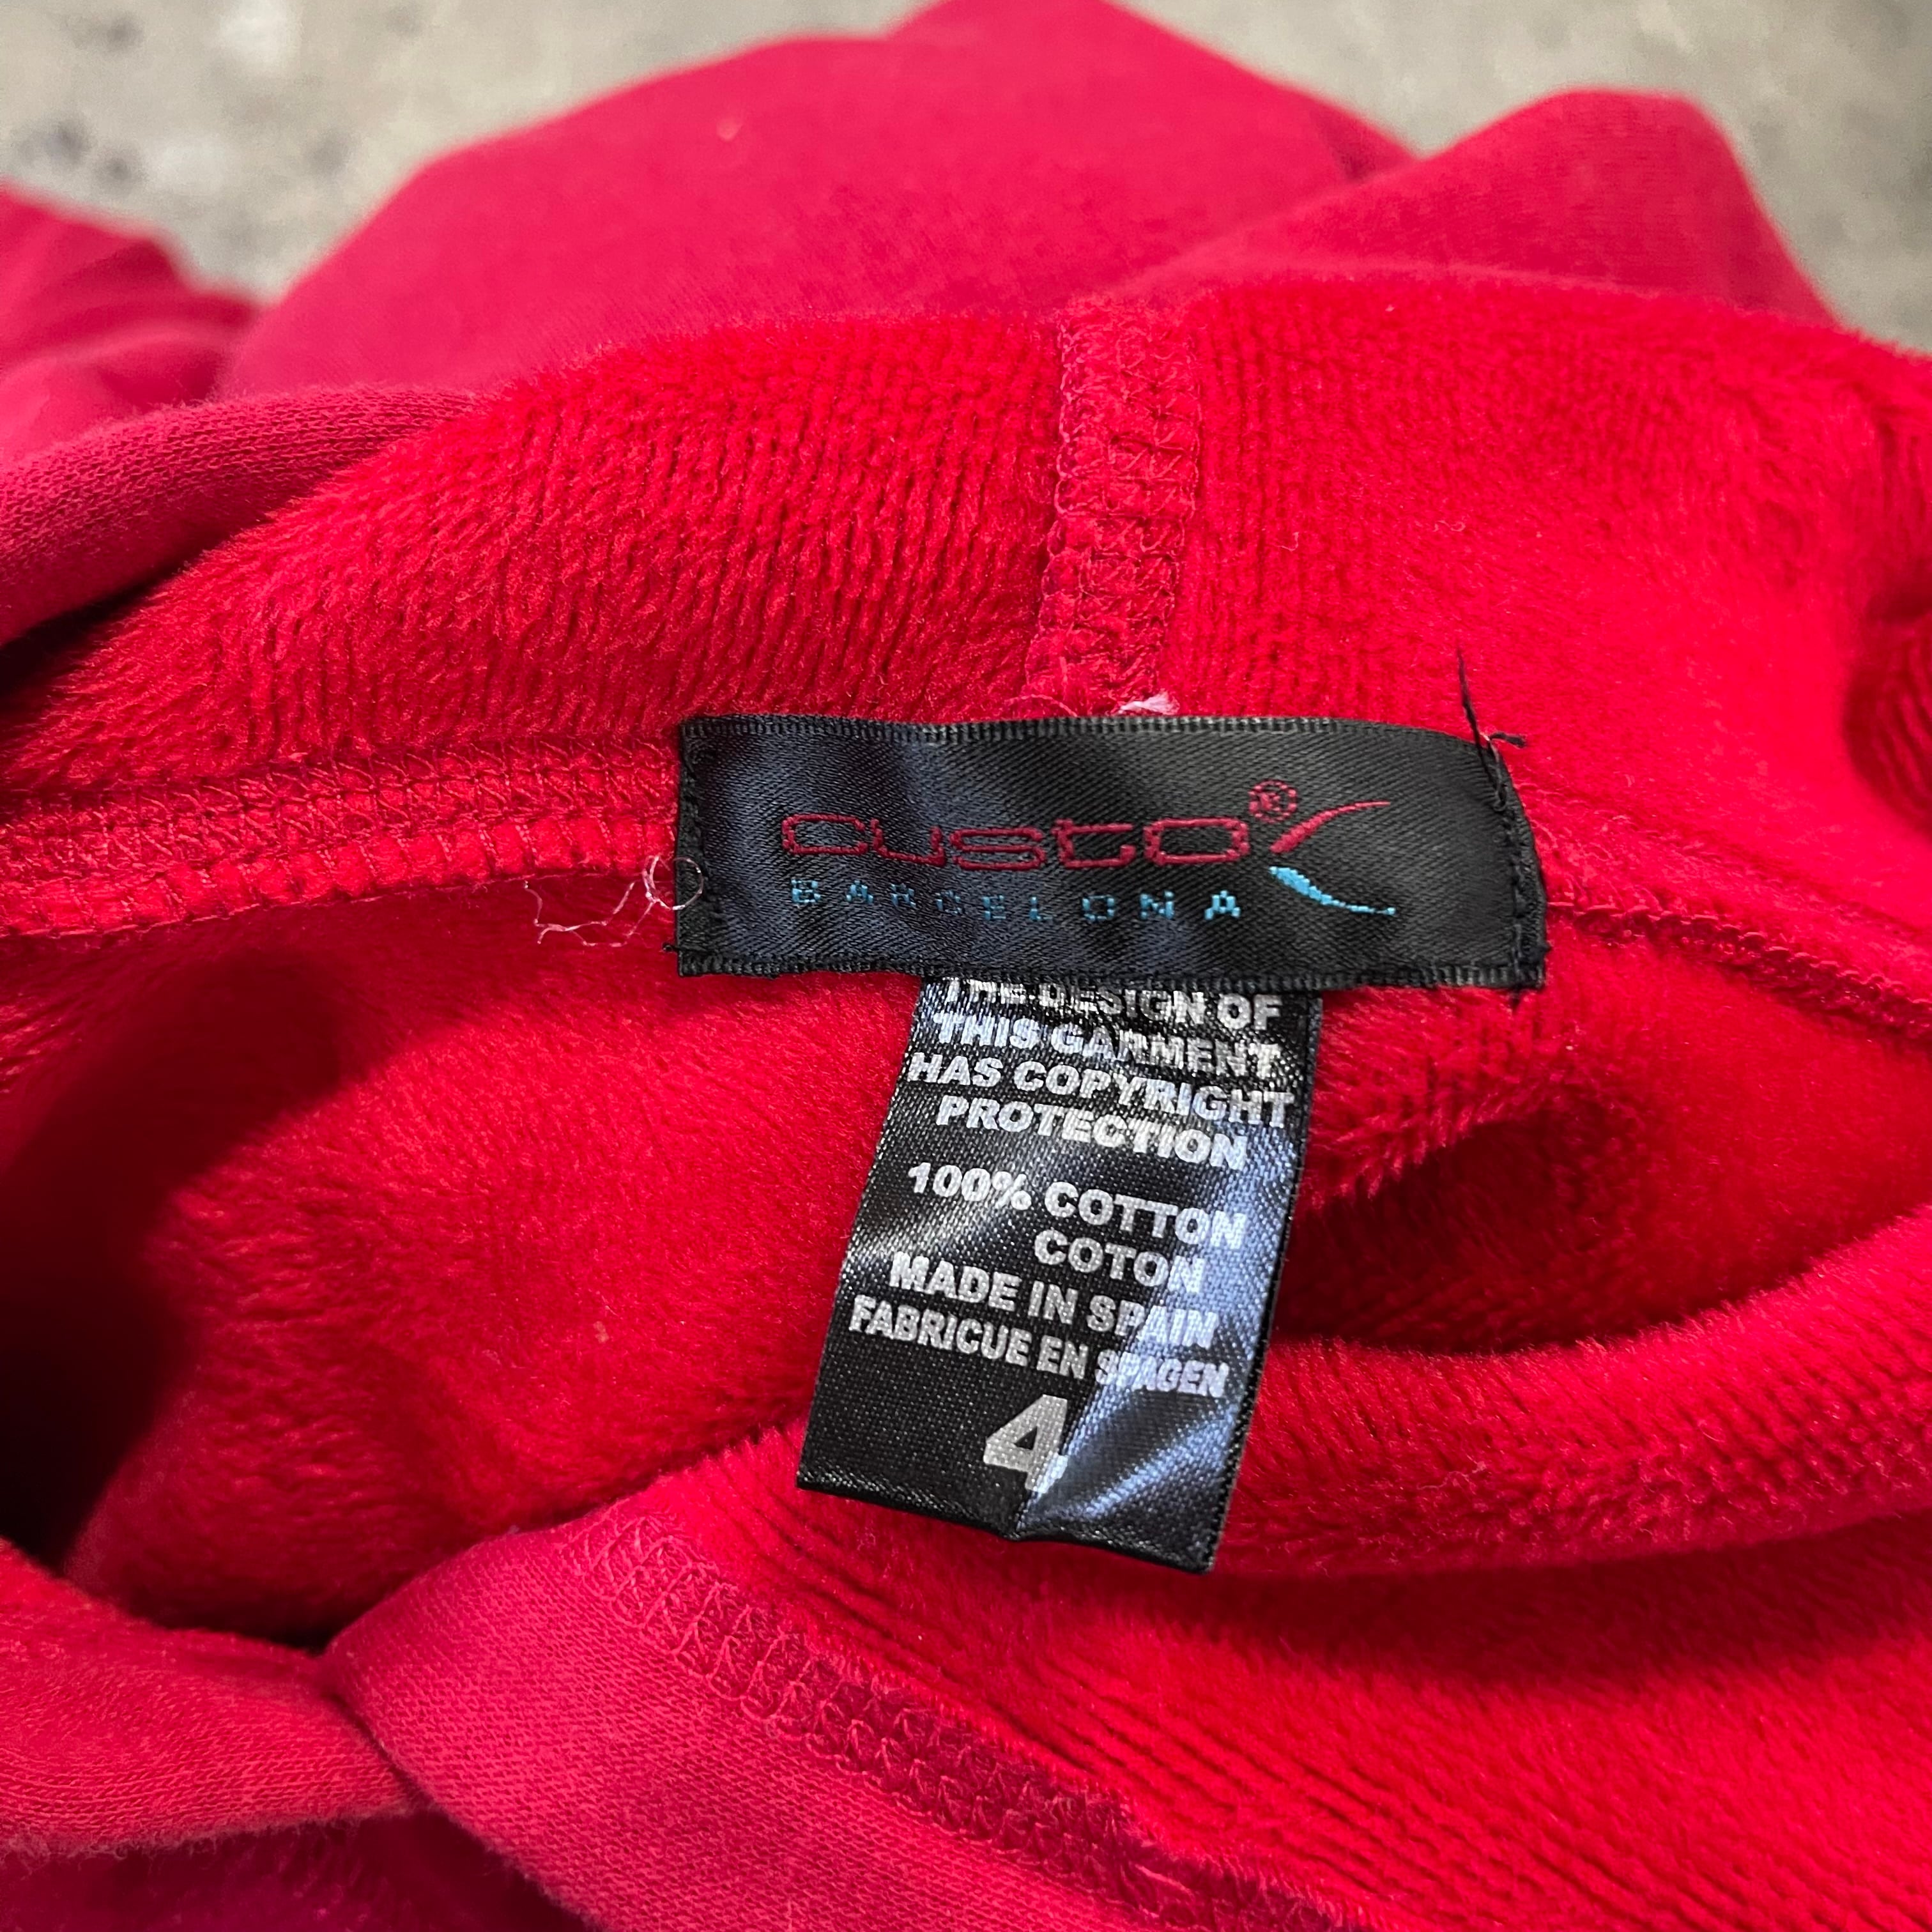 custo®
BARCELONA
THE DESIGN OF
THIS GARMENT
HAS COPYRIGHT
PROTECTION
100% COTTON
COTON
MADE IN SPAIN
FABRICUE EN SPAGEN
4